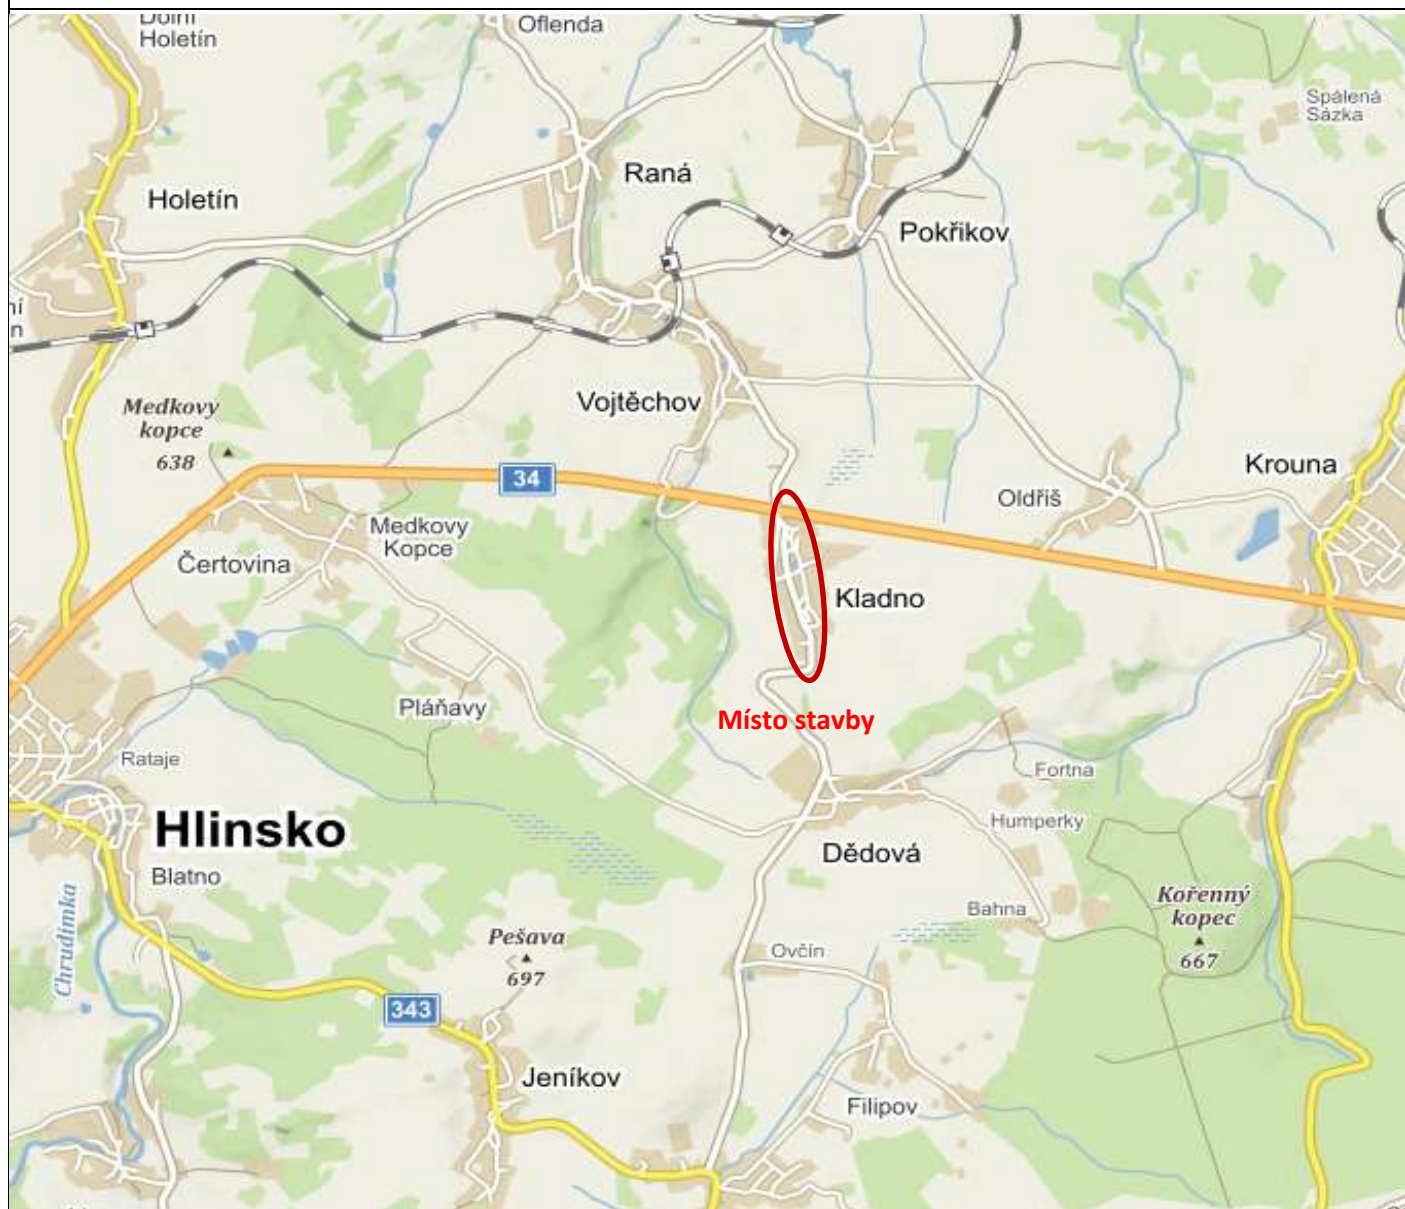 Dolní
Holetín
Oflenda
Spálená
Sázka
Raná
Holetín
Pokřikov
ní
n
Medkovy
kopce
638
Vojtěchov
34
Krouna
Oldřiš
Medkovy
Kopce
Čertovina
Kladno
Pláňavy
Místo stavby
Rataje
Fortna
Hlinsko
Humperky
Dědová
Blatno
Kořenný
kopec
667
Bahna
Chrudimka
Pešava
697
Ovčín
343
Jeníkov
Filipov